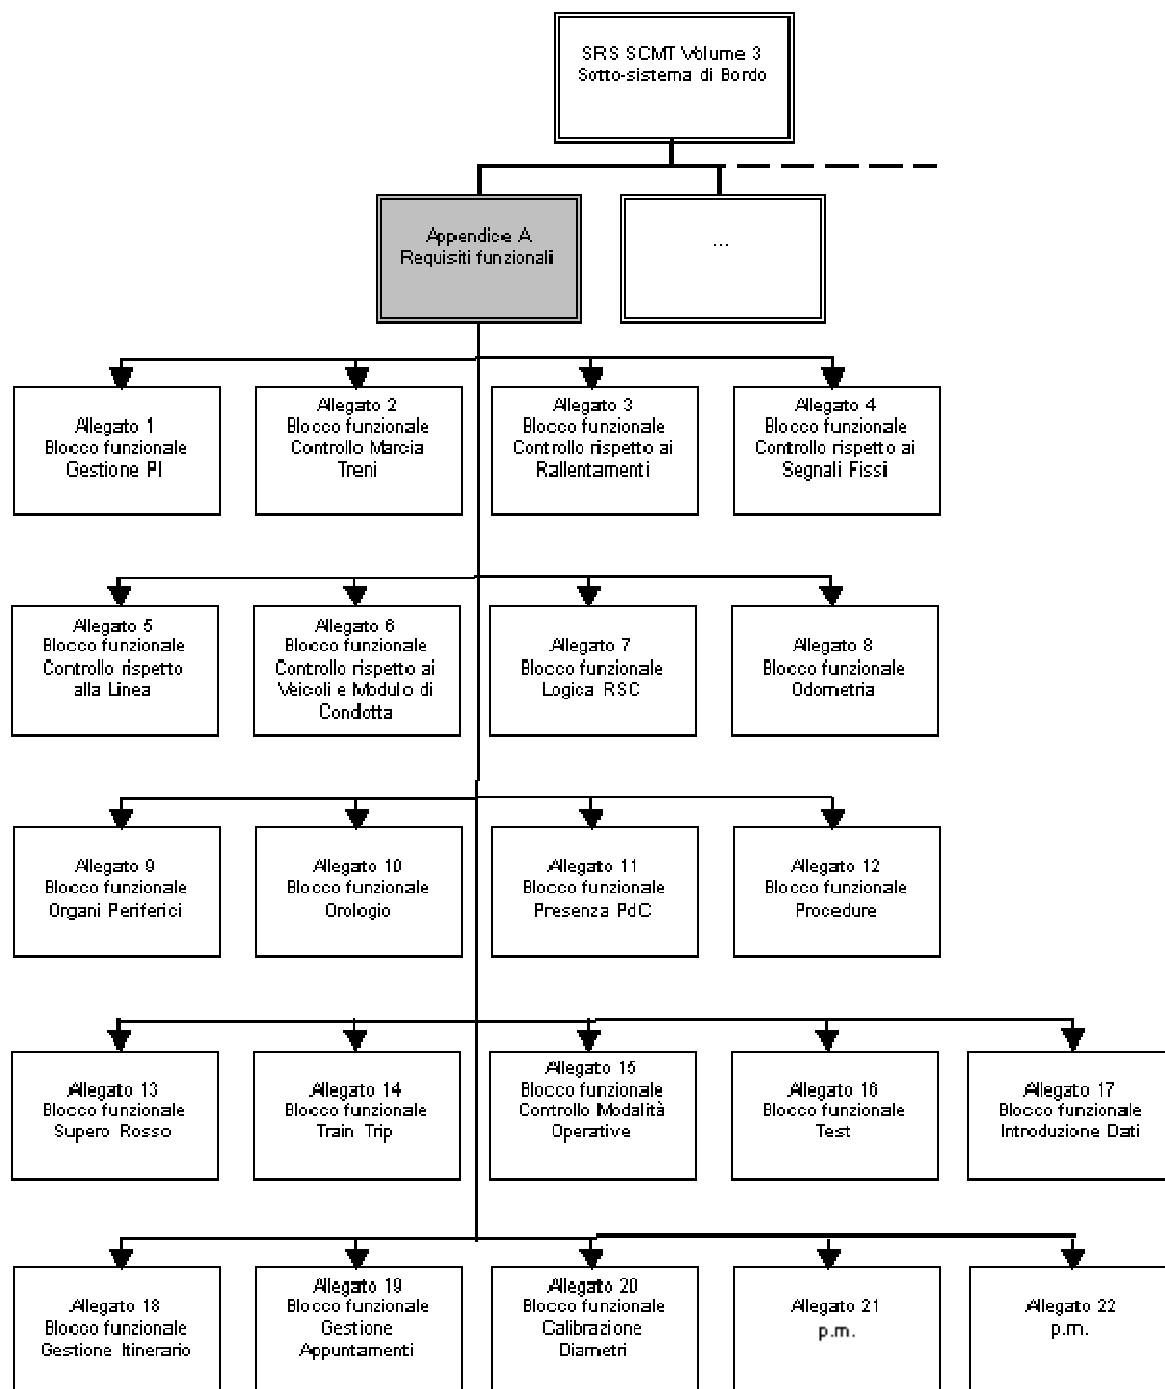 SRS SCMT Volume 3
Sotto-sistema di Bordo
Appendice A
Requisiti funzionali
...
Allegato 1
Blocco funzionale
Gestione PI
Allegato 2
Blocco funzionale
Controllo Marcia
Treni
Allegato 3
Blocco funzionale
Controllo rispetto ai
Rallentamenti
Allegato 4
Blocco funzionale
Controllo rispetto ai
Segnali Fissi
Allegato 5
Blocco funzionale
Controllo rispetto
alla Linea
Allegato 6
Blocco funzionale
Controllo rispetto ai
Veicoli e Modulo di
Condotta
Allegato 7
Blocco funzionale
Logica RSC
Allegato 8
Blocco funzionale
Odometria
Allegato 9
Blocco funzionale
Organi Periferici
Allegato 10
Blocco funzionale
Orologio
Allegato 11
Blocco funzionale
Presenza PdC
Allegato 12
Blocco funzionale
Procedure
Allegato 13
Blocco funzionale
Supero Rosso
Allegato 14
Blocco funzionale
Train Trip
Allegato 15
Blocco funzionale
Controllo Modalità
Operative
Allegato 16
Blocco funzionale
Test
Allegato 17
Blocco funzionale
Introduzione Dati
Allegato 18
Blocco funzionale
Gestione Itinerario
Allegato 19
Blocco funzionale
Gestione
Appuntamenti
Allegato 20
Blocco funzionale
Calibrazione
Diametri
Allegato 21
p.m.
Allegato 22
p.m.